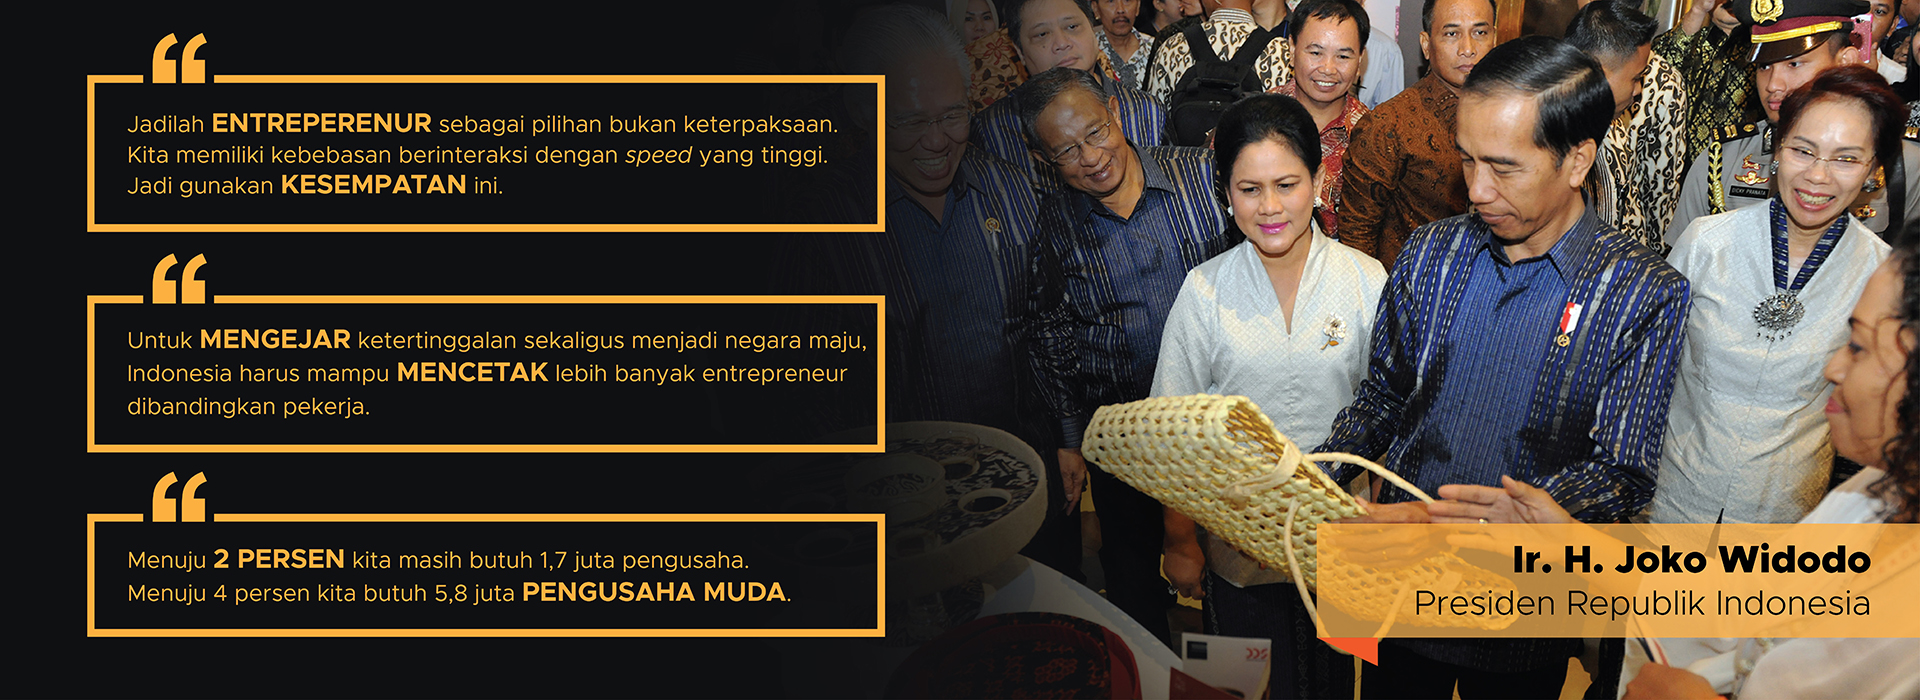 Jadilah ENTREPERENUR sebagai pilihan bukan keterpaksaan.
Kita memiliki kebebasan berinteraksi dengan speed yang tinggi.
Jadi gunakan KESEMPATAN ini.
Untuk MENGEJAR ketertinggalan sekaligus menjadi negara maju,
Indonesia harus mampu MENCETAK lebih banyak entrepreneur
dibandingkan pekerja.
Menuju 2 PERSEN kita masih butuh 1,7 juta pengusaha.
Menuju 4 persen kita butuh 5,8 juta PENGUSAHA MUDA.
DICKY PRANATA
Ir. H. Joko Widodo
Presiden Republik Indonesia